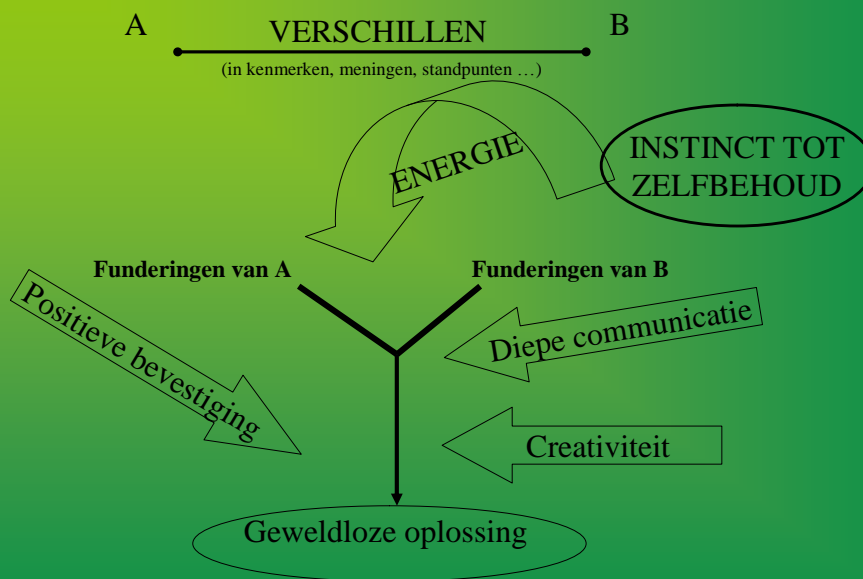 A
VERSCHILLEN
B
(in kenmerken, meningen, standpunten …)
ENERGIE
INSTINCT TOT
ZELFBEHOUD
Funderingen van A
Funderingen van B
Positieve bevestiging
Diepe communicatie
Creativiteit
Geweldloze oplossing